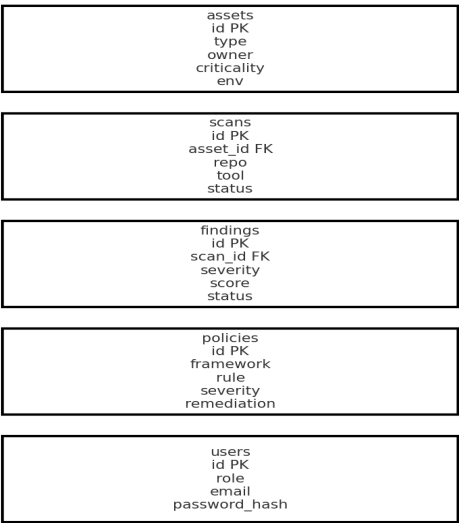 assets
id PK
type
owner
criticality
env
scans
id PK
asset_id FK
repo
tool
status
findings
id PK
scan_id FK
severity
score
status
policies
id PK
framework
rule
severity
remediation
users
id PK
role
email
password_hash